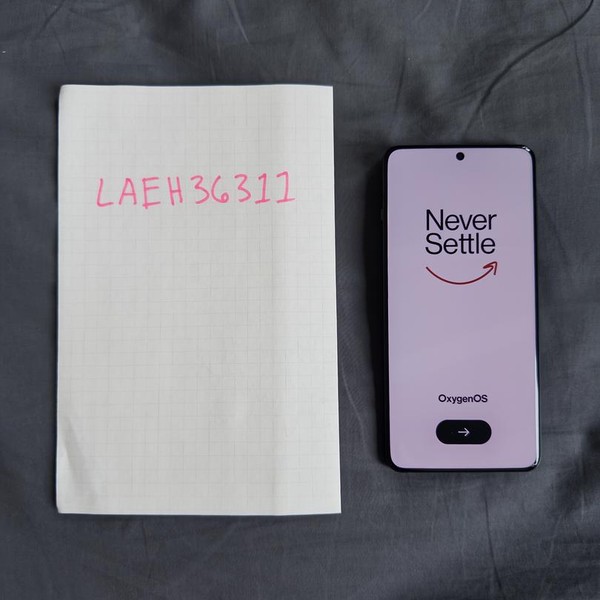 LAEH36311
Never
Settle
OxygenOS